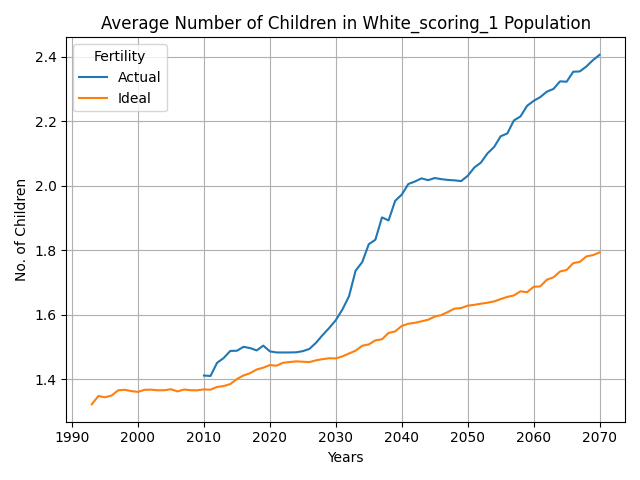 Average Number of Children in White_scoring_1 Population
Fertility
Actual
Ideal
No. of Children
2.4
2.2
2.0
1.8
1.6
1.4
1990 2000 2010 2020 2030 2040 2050 2060 2070
Years